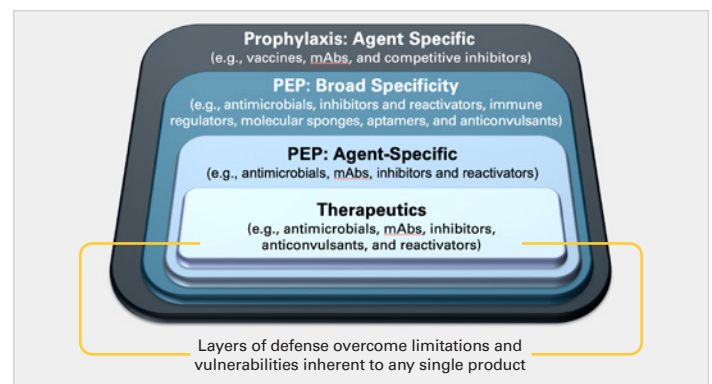 Prophylaxis: Agent Specific
(e.g., vaccines, mAbs, and competitive inhibitors)
PEP: Broad Specificity
(e.g., antimicrobials, inhibitors and reactivators, immune
regulators, molecular sponges, aptamers, and anticonvulsants)
PEP: Agent-Specific
(e.g., antimicrobials, mAbs, inhibitors and reactivators)
Therapeutics
(e.g., antimicrobials, mAbs, inhibitors,
anticonvulsants, and reactivators)
Layers of defense overcome limitations and
vulnerabilities inherent to any single product